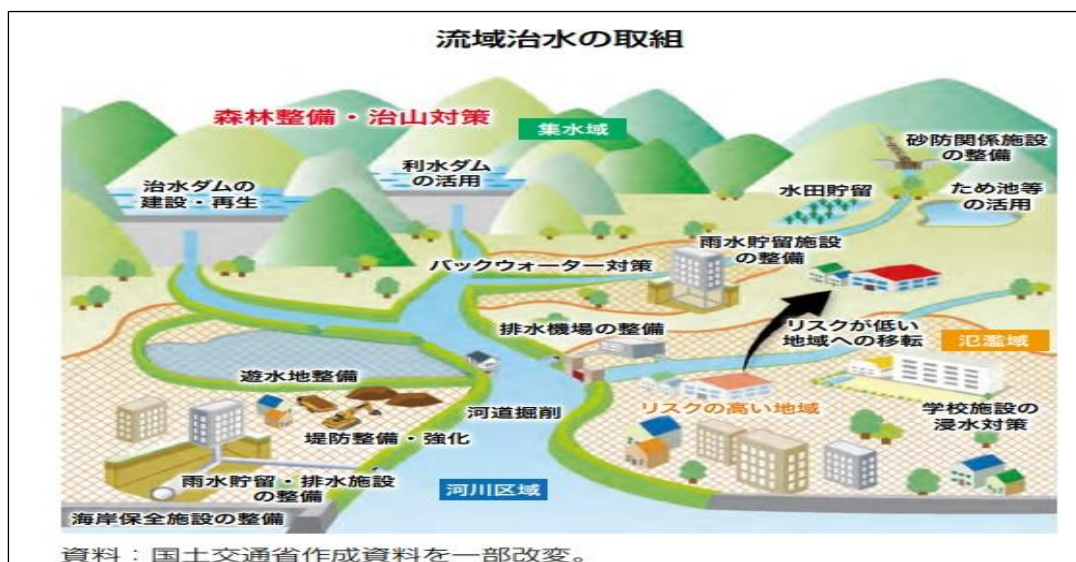 流域治水の取組
森林整備・治山対策
集水域
砂防関係施設
の整備
利水ダム
の活用
治水ダムの
建設・再生
水田貯留
ため池等
の活用
雨水貯留施設
の整備
バックウォーター対策
排水機場の整備
リスクが低い
地域への移転
氾濫域
遊水地整備
河道掘削
リスクの高い地域
学校施設の
浸水対策
堤防整備・強化
雨水貯留・排水施設
の整備
河川区域
海岸保全施設の整備
資料：国土交通省作成資料を一部改変。